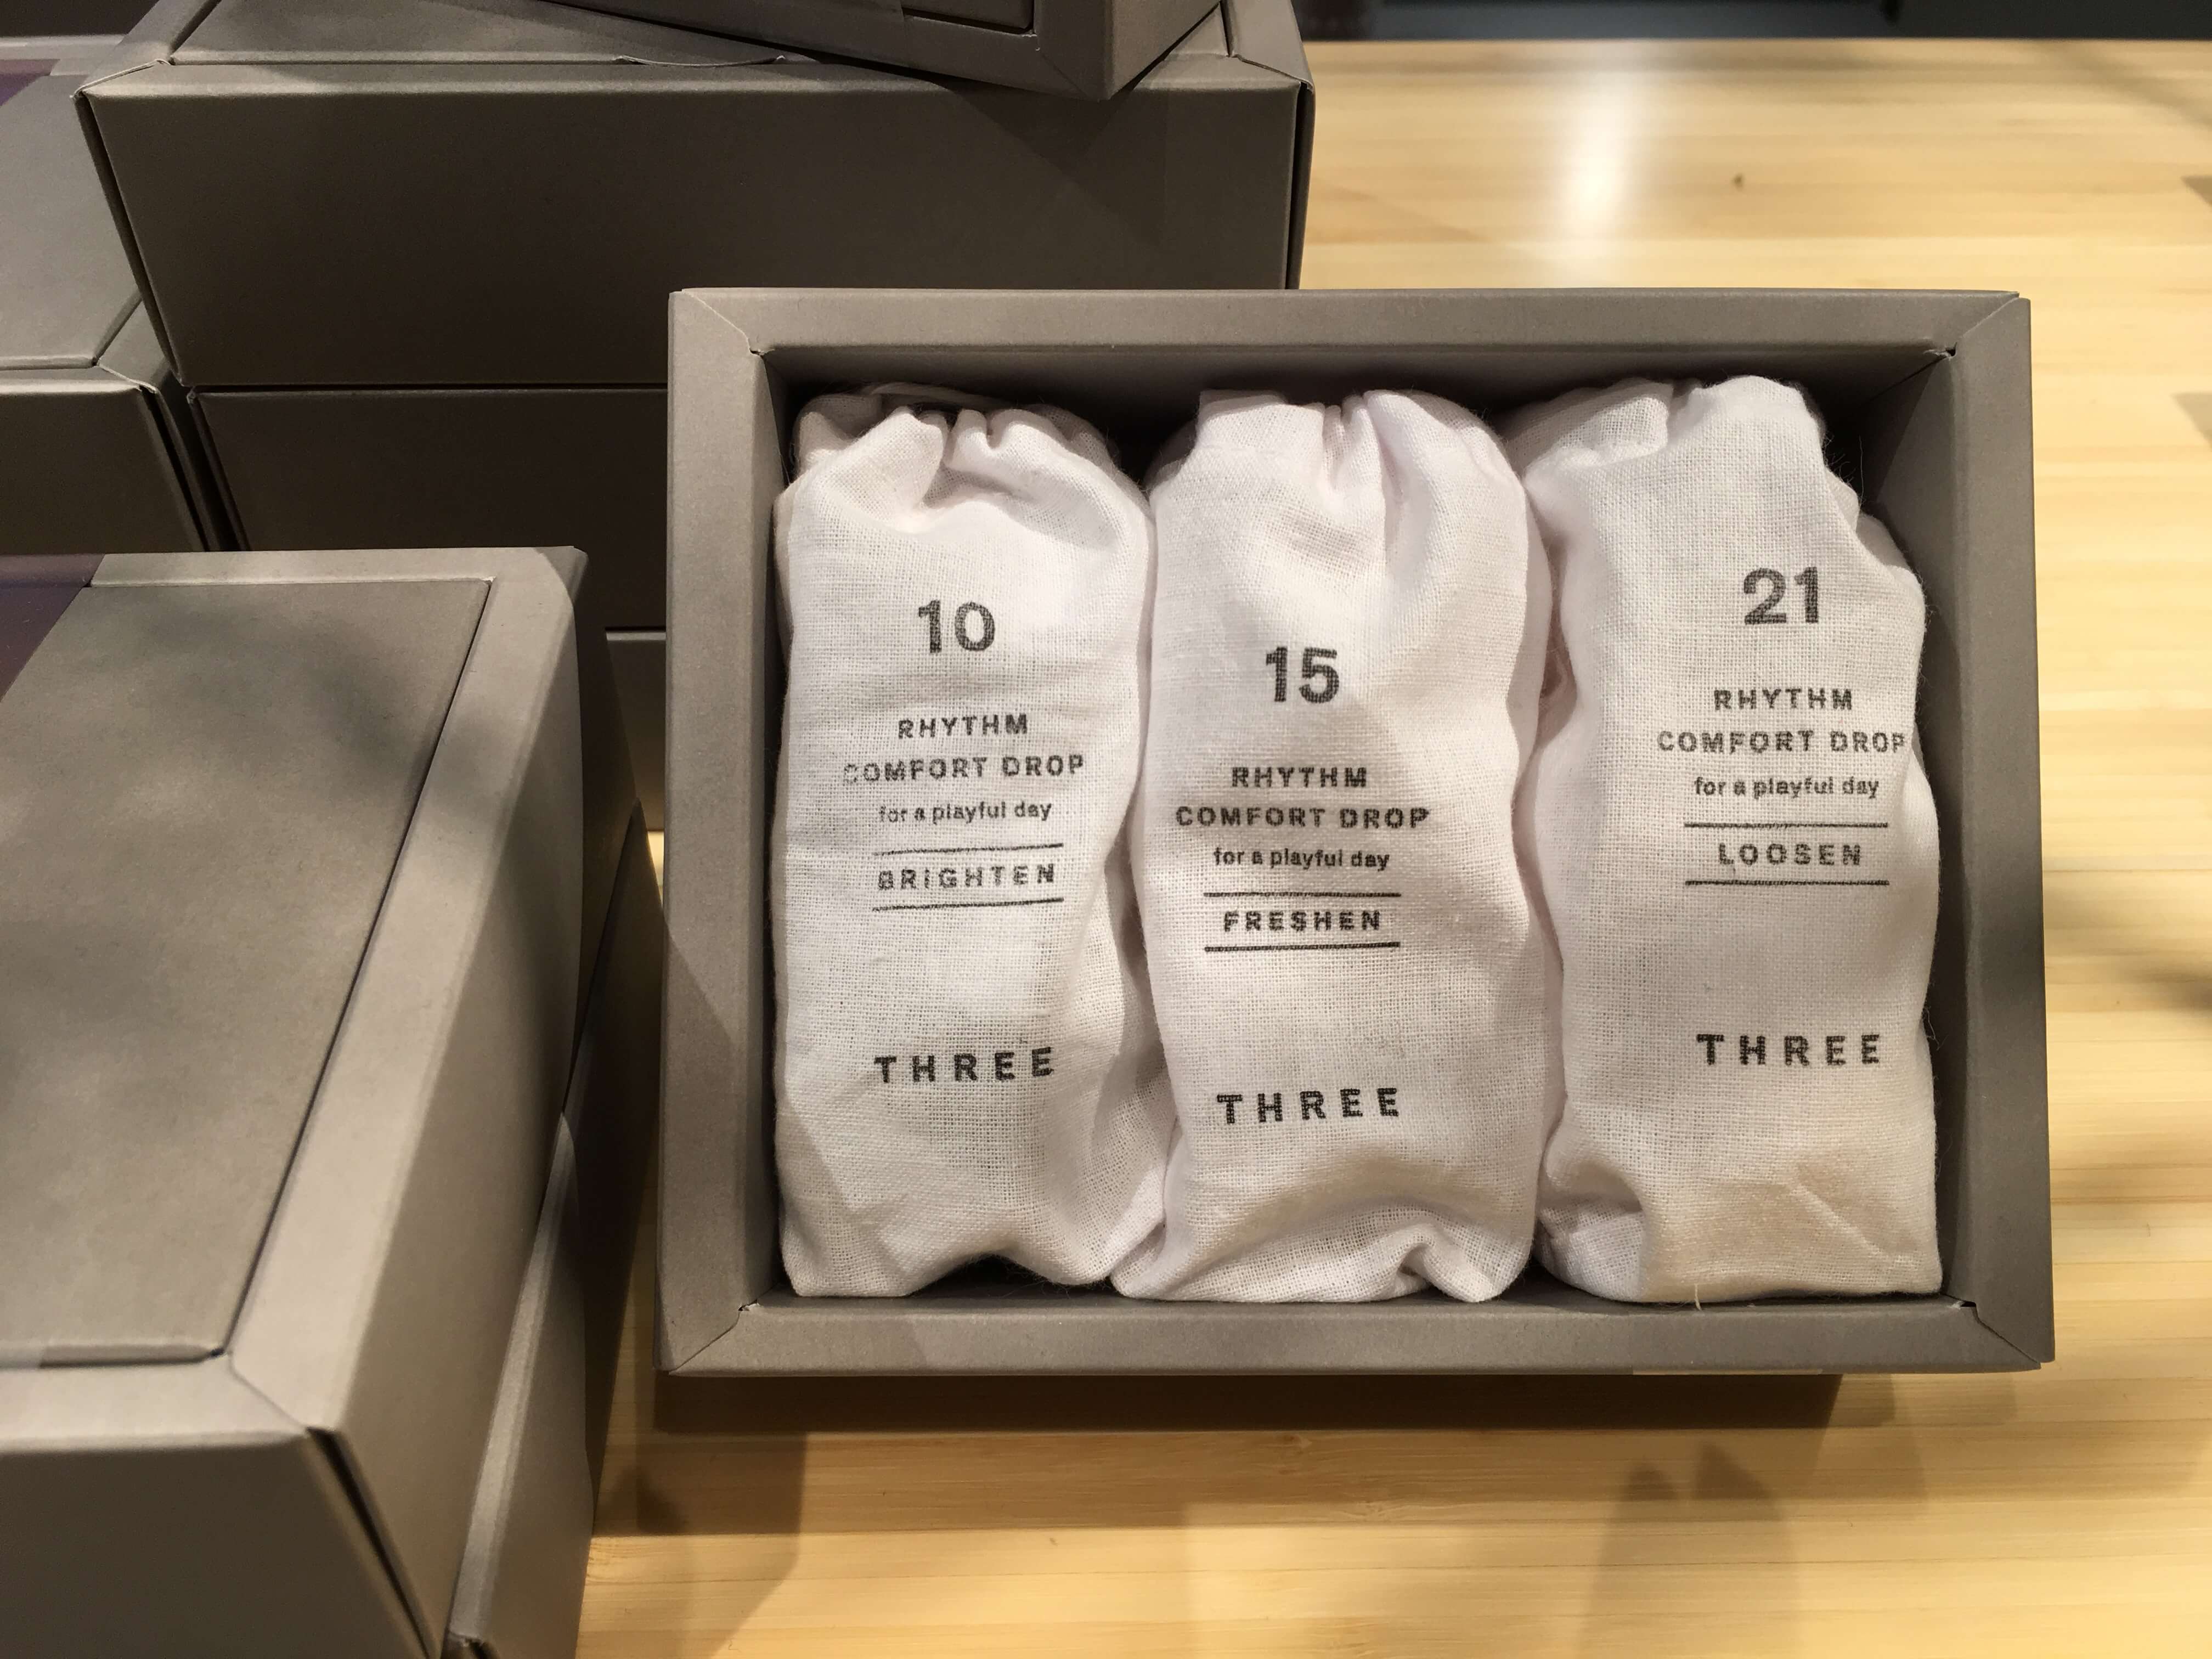 10
RHYTHM
COMFORT DROP
for a playful day
BRIGHTEN
THREE
15
RHYTHM
COMFORT DROP
for a playful day
FRESHEN
THREE
21
RHYTHM
COMFORT DROP
for a playful day
LOOSEN
THREE